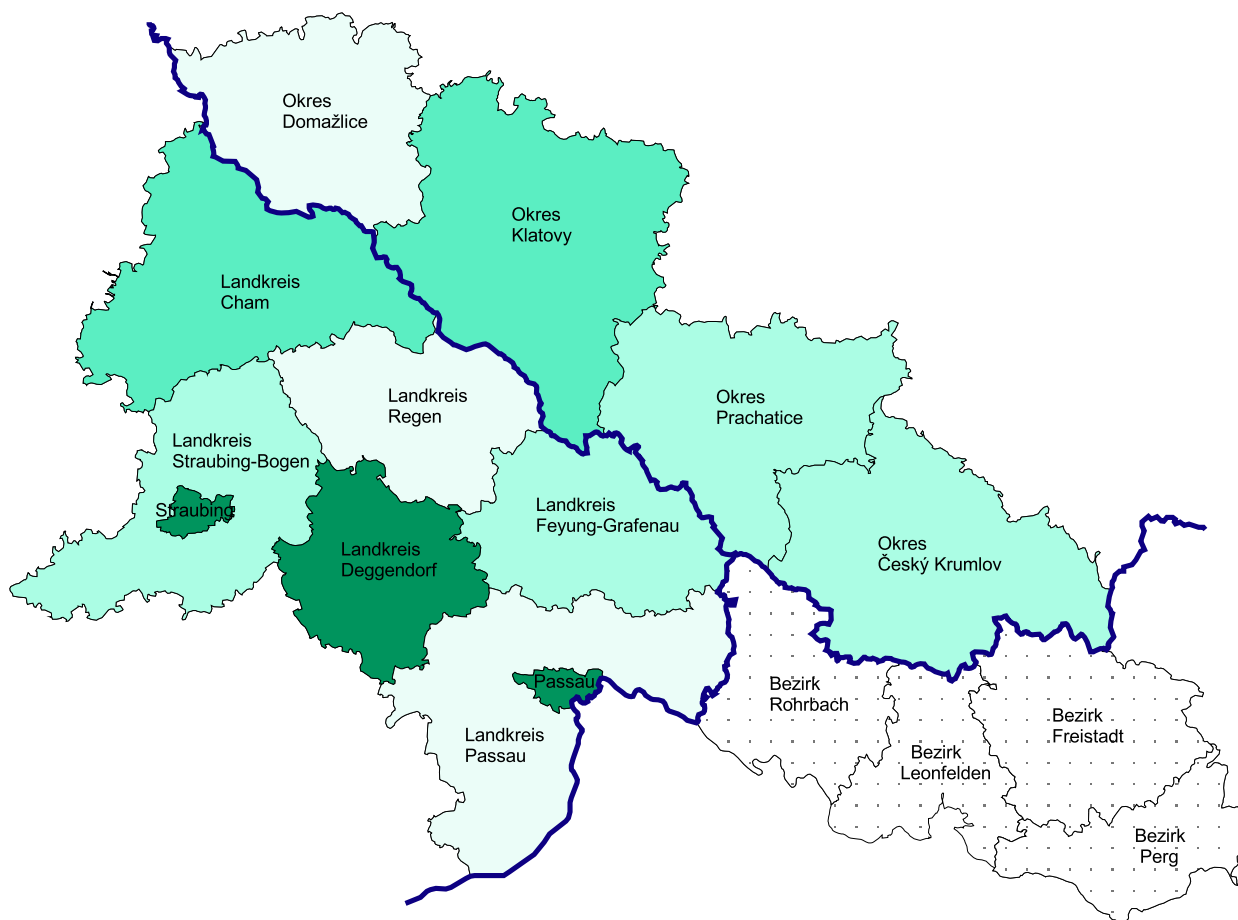 Okres
Domažlice
Okres
Klatovy
Landkreis
Cham
Landkreis
Regen
Okres
Prachatice
Landkreis
Straubing-Bogen
Straubing
Landkreis
Feyung-Grafenau
Landkreis
Deggendorf
Okres
Český Krumlov
Passau
Bezirk
Rohrbach
Landkreis
Passau
Bezirk
Freistadt
Bezirk
Leonfelden
Bezirk
Perg